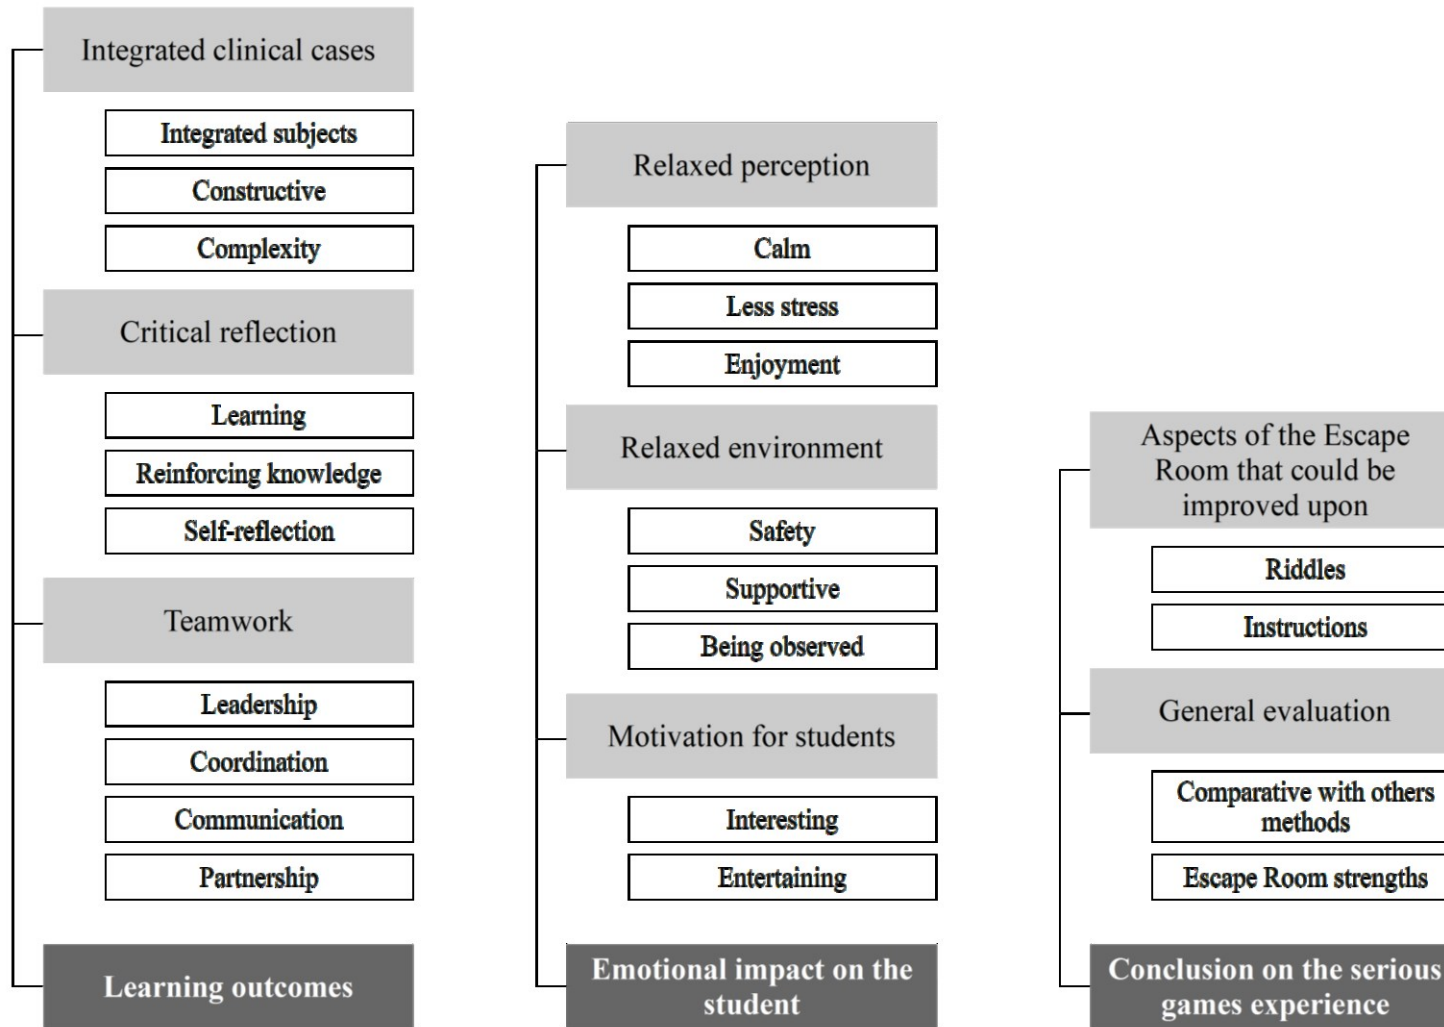 Integrated clinical cases
Integrated subjects
Constructive
Complexity
Critical reflection
Learning
Reinforcing knowledge
Self-reflection
Teamwork
Leadership
Coordination
Communication
Partnership
Learning outcomes
Relaxed perception
Calm
Less stress
Enjoyment
Relaxed environment
Safety
Supportive
Being observed
Motivation for students
Interesting
Entertaining
Emotional impact on the
student
Aspects of the Escape
Room that could be
improved upon
Riddles
Instructions
General evaluation
Comparative with others
methods
Escape Room strengths
Conclusion on the serious
games experience